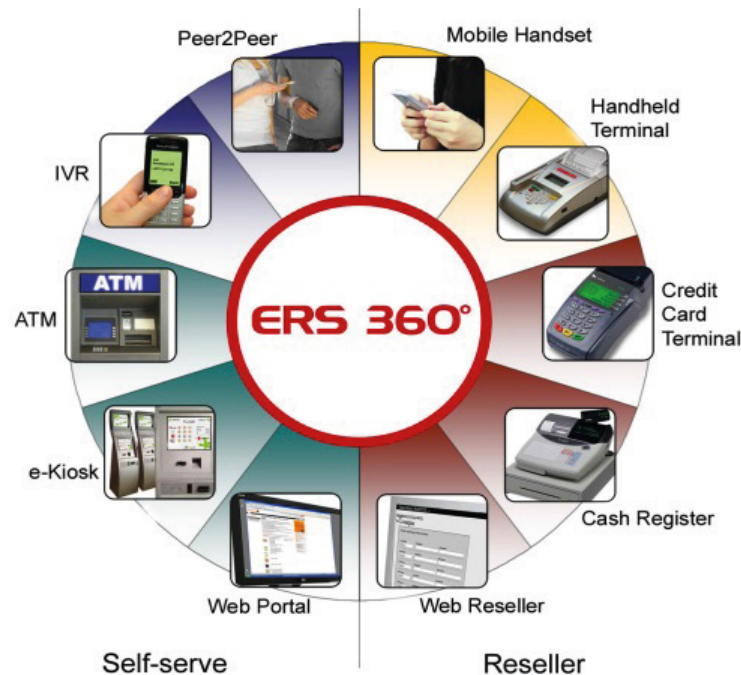 Peer2Peer
Mobile Handset
Handheld
Terminal
IVR
ATM
ATM
ERS 360°
Credit
Card
Terminal
e-Kiosk
Cash Register
Web Portal
Web Reseller
Self-serve
Reseller